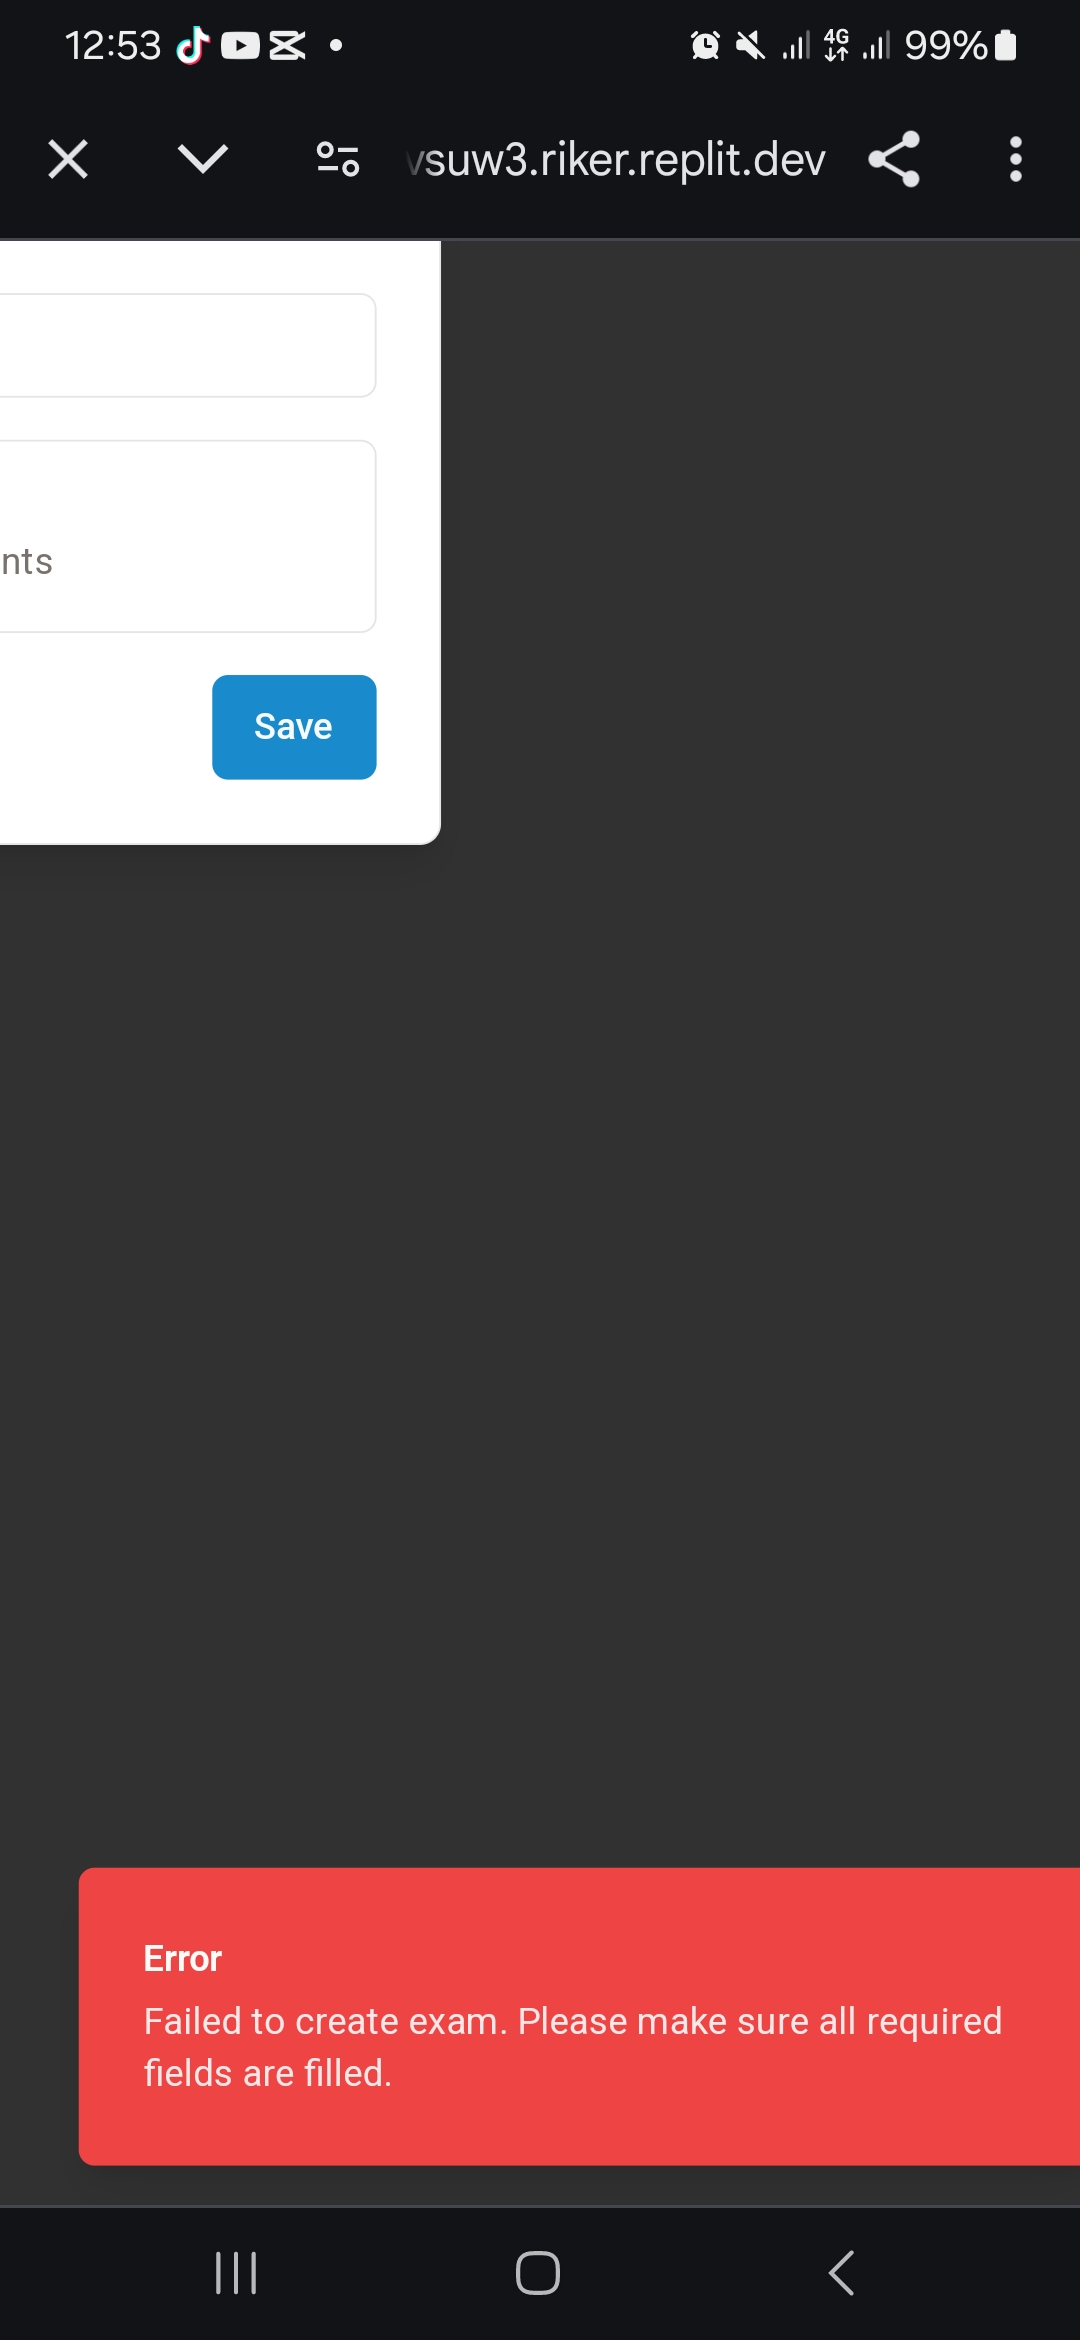 12:53
4G
99%
vsuw3.riker.replit.dev
nts
Save
Error
Failed to create exam. Please make sure all required
fields are filled.